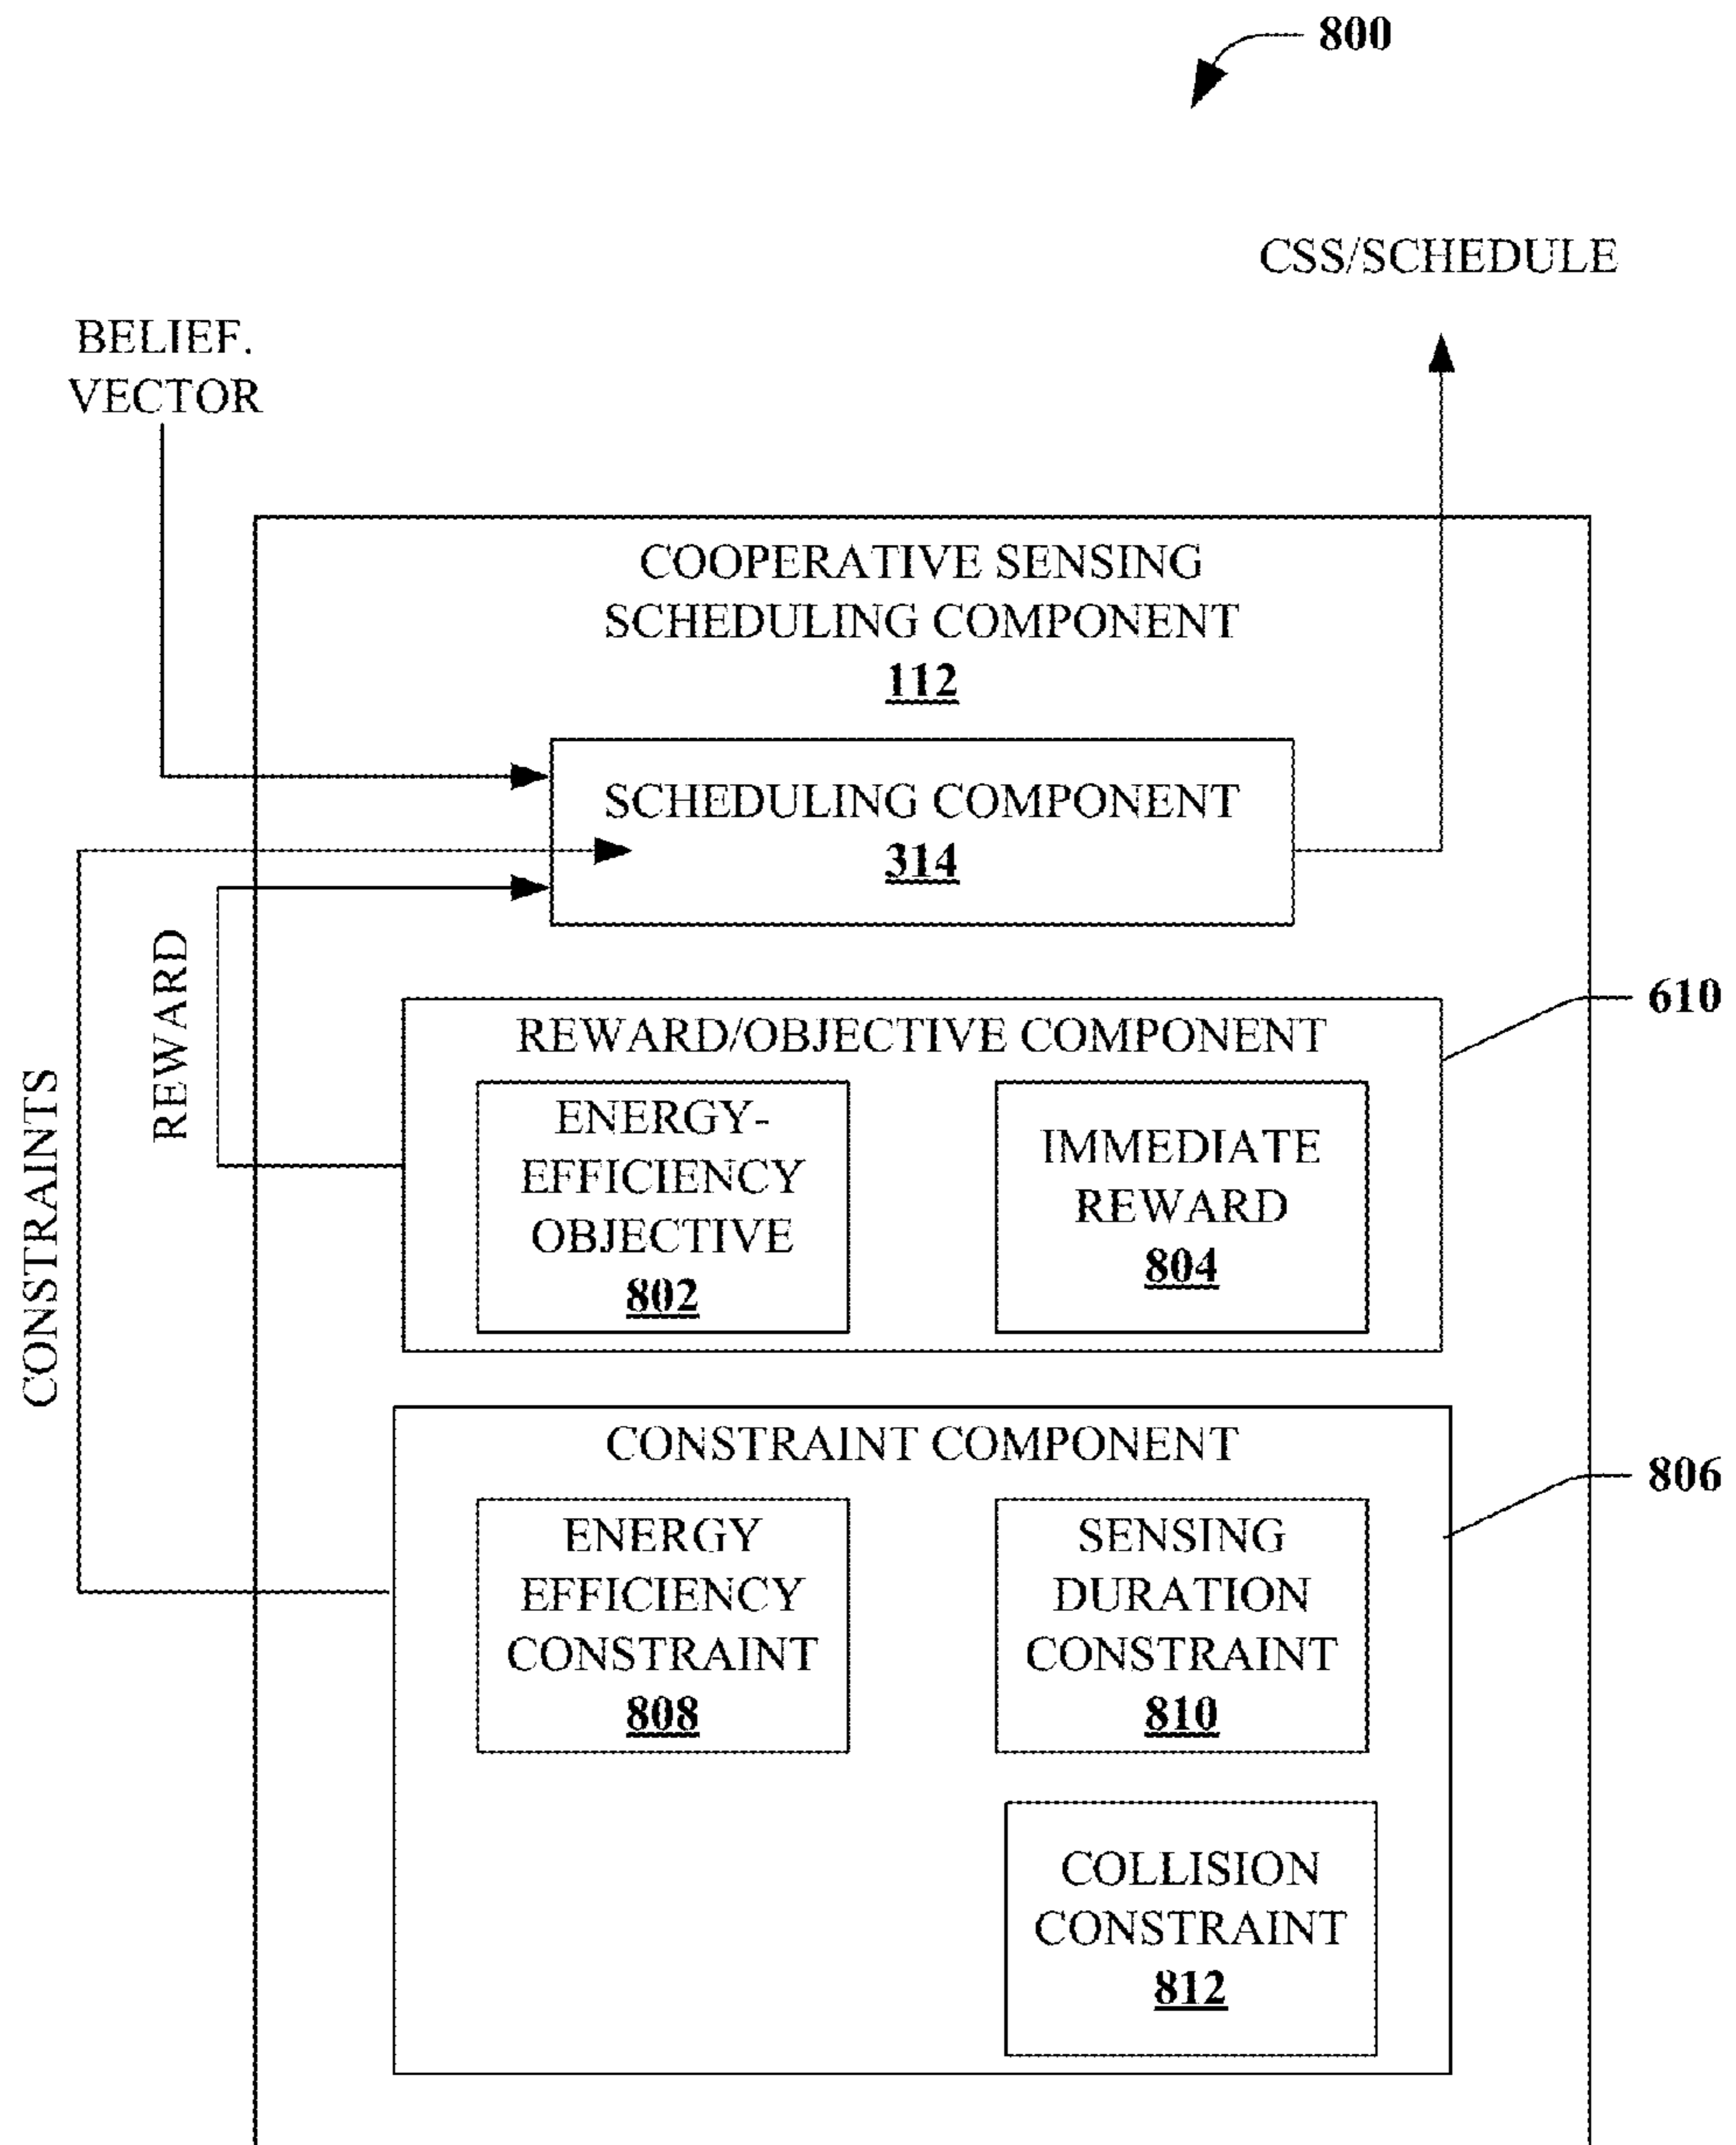 800
CSS/SCHEDULE
BELIEF.
VECTOR
COOPERATIVE SENSING
SCHEDULING COMPONENT
112
SCHEDULING COMPONENT
314
REWARD
CONSTRAINTS
610
REWARD/OBJECTIVE COMPONENT
ENERGY-
EFFICIENCY
OBJECTIVE
802
IMMEDIATE
REWARD
804
806
CONSTRAINT COMPONENT
ENERGY
EFFICIENCY
CONSTRAINT
808
SENSING
DURATION
CONSTRAINT
810
COLLISION
CONSTRAINT
812